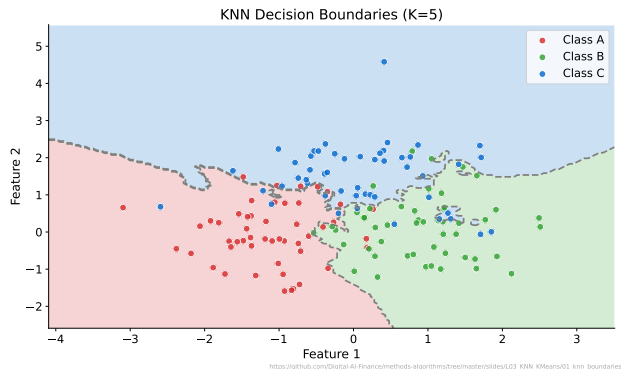 KNN Decision Boundaries (K=5)
Class A
Class B
Class C
Feature 2
5
4
3
2
1
0
−1
−2
−4
−3
−2
−1
0
1
2
3
Feature 1
https://github.com/Digital-AI-Finance/methods-algorithms/tree/master/slides/L03_KNN_KMeans/01_knn_boundaries